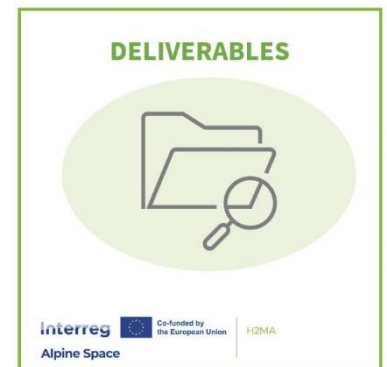 DELIVERABLES
Interreg
Co-funded by
the European Union
H2MA
Alpine Space